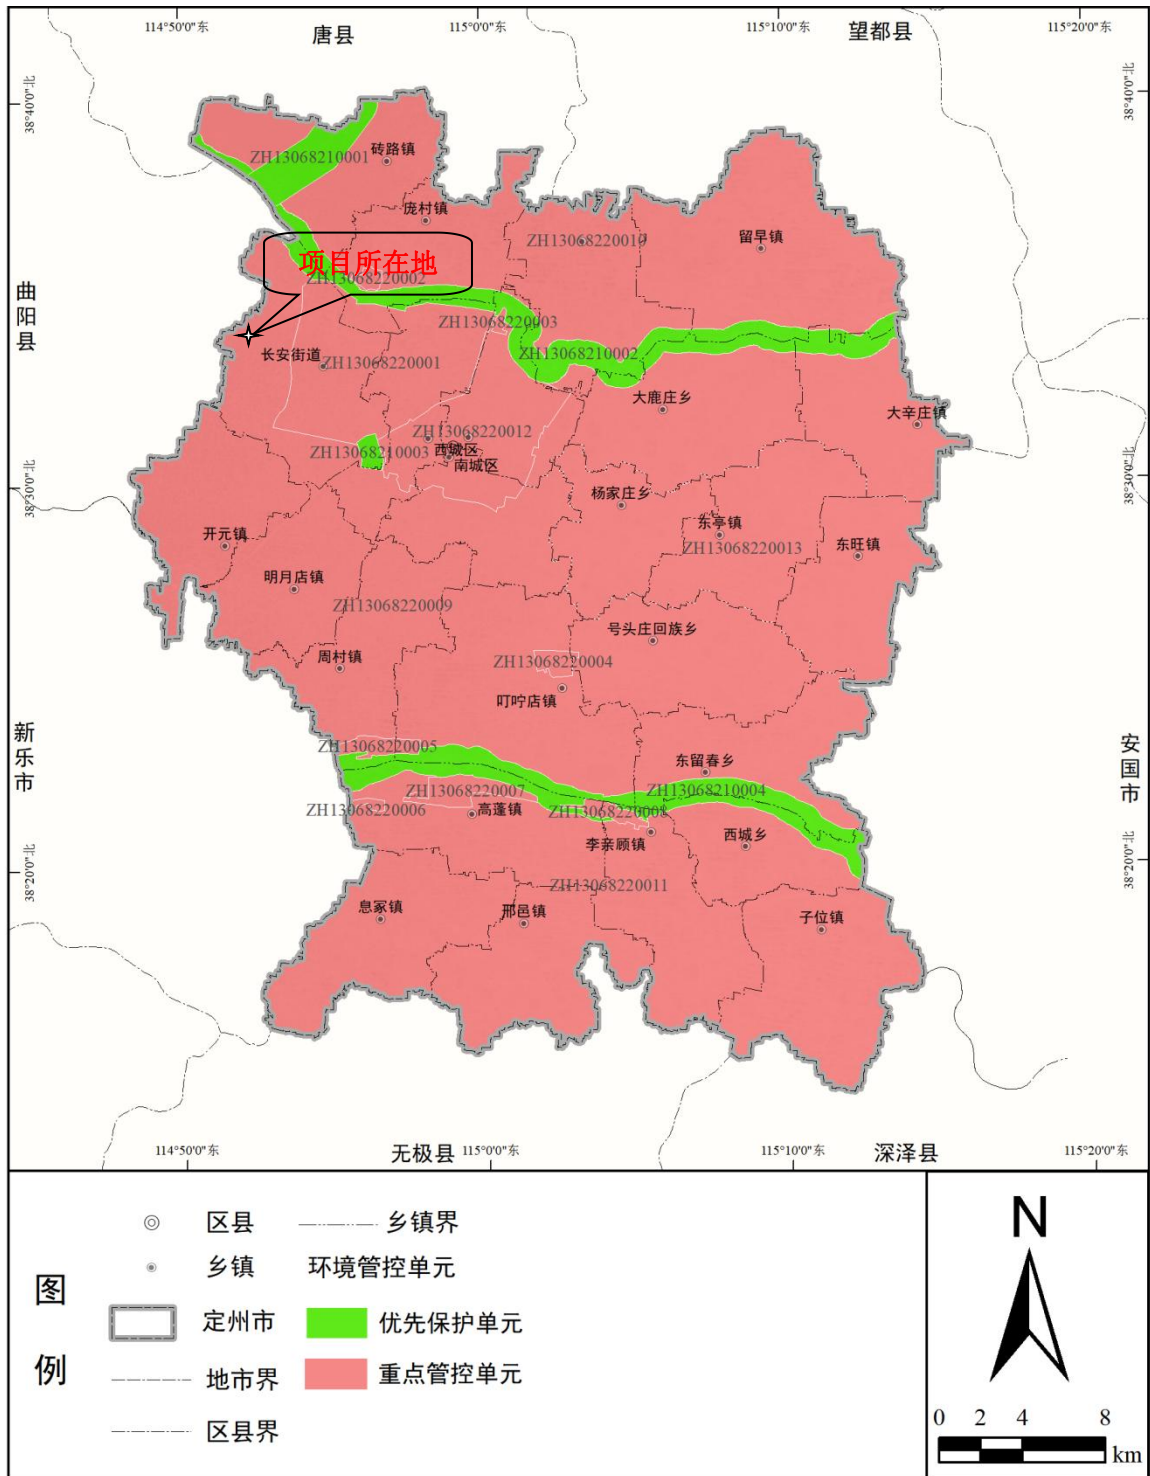 114°50'0"东
唐县
115°0'0"东
115°10'0"东
望都县
115°20'0"东
38°40'0"北
38°40'0"北
ZH13068210001
砖路镇
庞村镇
ZH13068220010
留早镇
项目所在地
ZH13068220002
曲阳县
ZH13068220003
长安街道
ZH13068220001
ZH13068210002
大鹿庄乡
大辛庄镇
ZH13068220012
ZH13068210003
西城区
南城区
38°30'0"北
38°30'0"北
杨家庄乡
东亭镇
开元镇
ZH13068220013
东旺镇
明月店镇
ZH13068220009
号头庄回族乡
周村镇
ZH13068220004
叮咛店镇
新乐市
安国市
ZH13068220005
东留春乡
ZH13068220007
ZH13068210004
ZH13068220006
高蓬镇
ZH13068220008
李亲顾镇
西城乡
38°20'0"北
38°20'0"北
ZH13068220011
息冢镇
邢邑镇
子位镇
114°50'0"东
无极县
115°0'0"东
115°10'0"东
深泽县
115°20'0"东
图例
区县
乡镇界
乡镇
环境管控单元
定州市
优先保护单元
地市界
重点管控单元
区县界
N
0 2 4 8
km